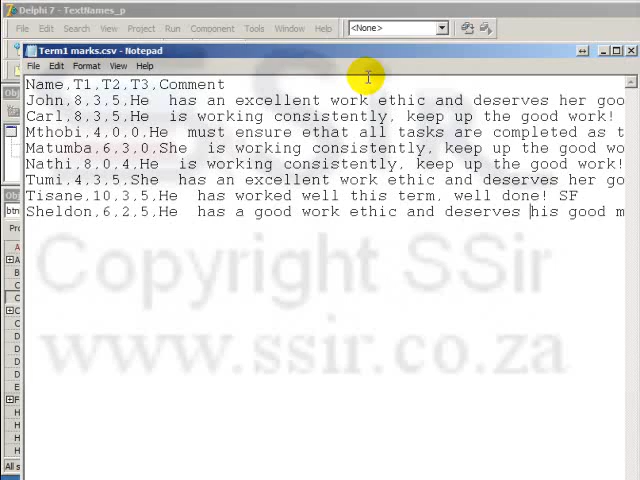 Delphi 7 - TextNames_p
File Edit Search View Project Run Component Tools Window Help <None>
Term1 marks.csv - Notepad
File Edit Format View Help
Name,T1,T2,T3,Comment
John,8,3,5,He  has an excellent work ethic and deserves her goo
Carl,8,3,5,He  is working consistently, keep up the good work!
Mthobi,4,0,0,He  must ensure ethat all tasks are completed as t
Matumba,6,3,0,She  is working consistently, keep up the good wo
Nathi,8,0,4,He  is working consistently, keep up the good work!
Tumi,4,3,5,She  has an excellent work ethic and deserves her go
Tisane,10,3,5,He  has worked well this term, well done! SF
Sheldon,6,2,5,He  has a good work ethic and deserves his good m
Obj
Obj
btn
Pro
A
A
B
C
C
C
C
D
D
D
D
E
F
H
H
H
H
All s
Copyright SSir
www.ssir.co.za